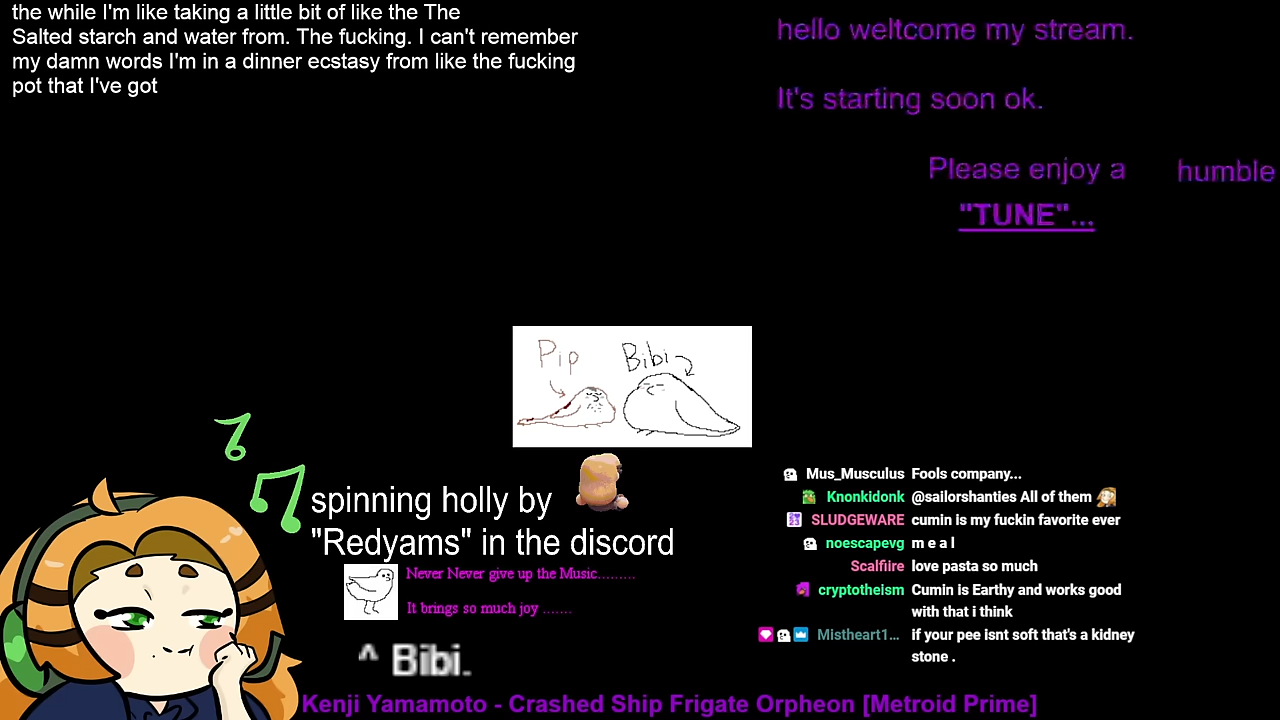 the while I'm like taking a little bit of like the The
Salted starch and water from. The fucking. I can't remember
my damn words I'm in a dinner ecstasy from like the fucking
pot that I've got
hello weltcome my stream.
It's starting soon ok.
Please enjoy a humble
"TUNE"...
Pip Bibi
spinning holly by
"Redyams" in the discord
Never Never give up the Music.........
It brings so much joy .......
^ Bibi.
Mus_Musculus Fools company...
Knonkidonk @sailorshanties All of them
SLUDGEWARE cumin is my fuckin favorite ever
noescapevg m e a l
Scalfiire love pasta so much
cryptotheism Cumin is Earthy and works good
with that i think
Mistheart1... if your pee isnt soft that's a kidney
stone .
Kenji Yamamoto - Crashed Ship Frigate Orpheon [Metroid Prime]